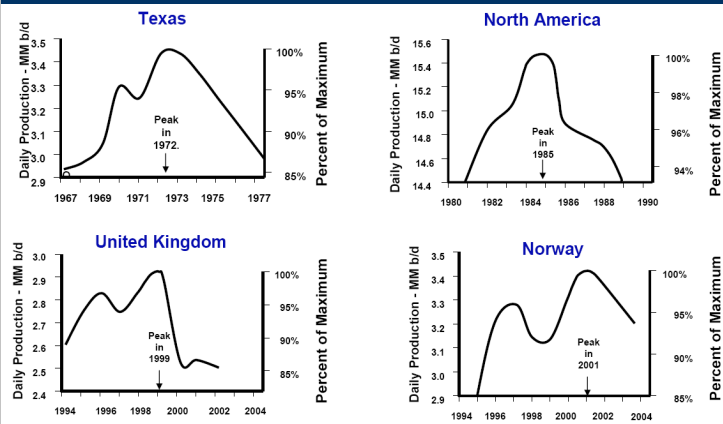 Texas
Daily Production - MM b/d
3.5
3.4
3.3
3.2
3.1
3.0
2.9
100%
95%
90%
85%
Percent of Maximum
Peak
in
1972.
1967 1969 1971 1973 1975 1977
North America
Daily Production - MM b/d
15.6
15.4
15.2
15.0
14.8
14.6
14.4
100%
98%
96%
94%
Percent of Maximum
Peak
in
1985
1980 1982 1984 1986 1988 1990
United Kingdom
Daily Production - MM b/d
3.0
2.9
2.8
2.7
2.6
2.5
2.4
100%
95%
90%
85%
Percent of Maximum
Peak
in
1999
1994 1996 1998 2000 2002 2004
Norway
Daily Production - MM b/d
3.5
3.4
3.3
3.2
3.1
3.0
2.9
100%
95%
90%
85%
Percent of Maximum
Peak
in
2001
1994 1996 1998 2000 2002 2004